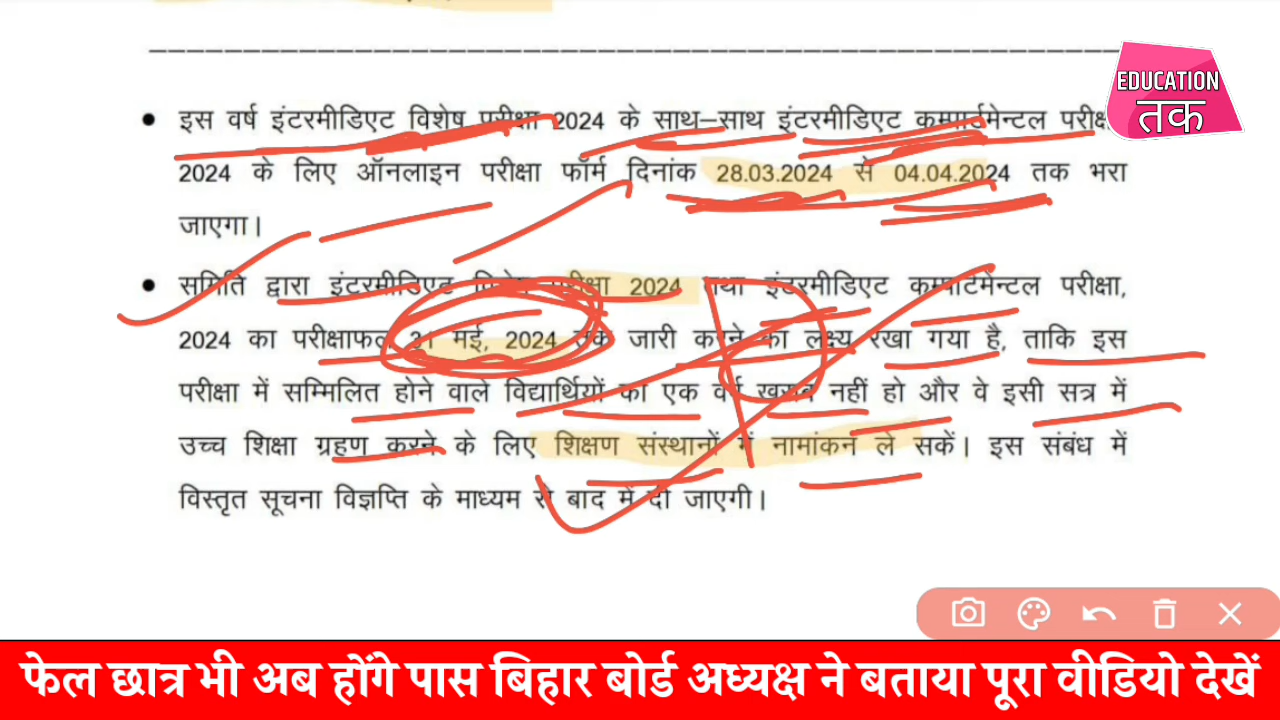 EDUCATION
तक
• इस वर्ष इंटरमीडिएट विशेष परीक्षा 2024 के साथ–साथ इंटरमीडिएट कम्पार्टमेन्टल
2024 के लिए ऑनलाइन परीक्षा फॉर्म दिनांक 28.03.2024 से 04.04.2024 तक भरा
जाएगा।
• समिति द्वारा इंटरमीडिएट विशेष परीक्षा 2024 तथा इंटरमीडिएट कम्पार्टमेन्टल परीक्षा,
2024 का परीक्षाफल 31 मई, 2024 तक जारी करने का लक्ष्य रखा गया है, ताकि इस
परीक्षा में सम्मिलित होने वाले विद्यार्थियों का एक वर्ष खराब नहीं हो और वे इसी सत्र में
उच्च शिक्षा ग्रहण करने के लिए शिक्षण संस्थानों में नामांकन ले सकें। इस संबंध में
विस्तृत सूचना विज्ञप्ति के माध्यम से बाद में दी जाएगी।
फेल छात्र भी अब होंगे पास बिहार बोर्ड अध्यक्ष ने बताया पूरा वीडियो देखें